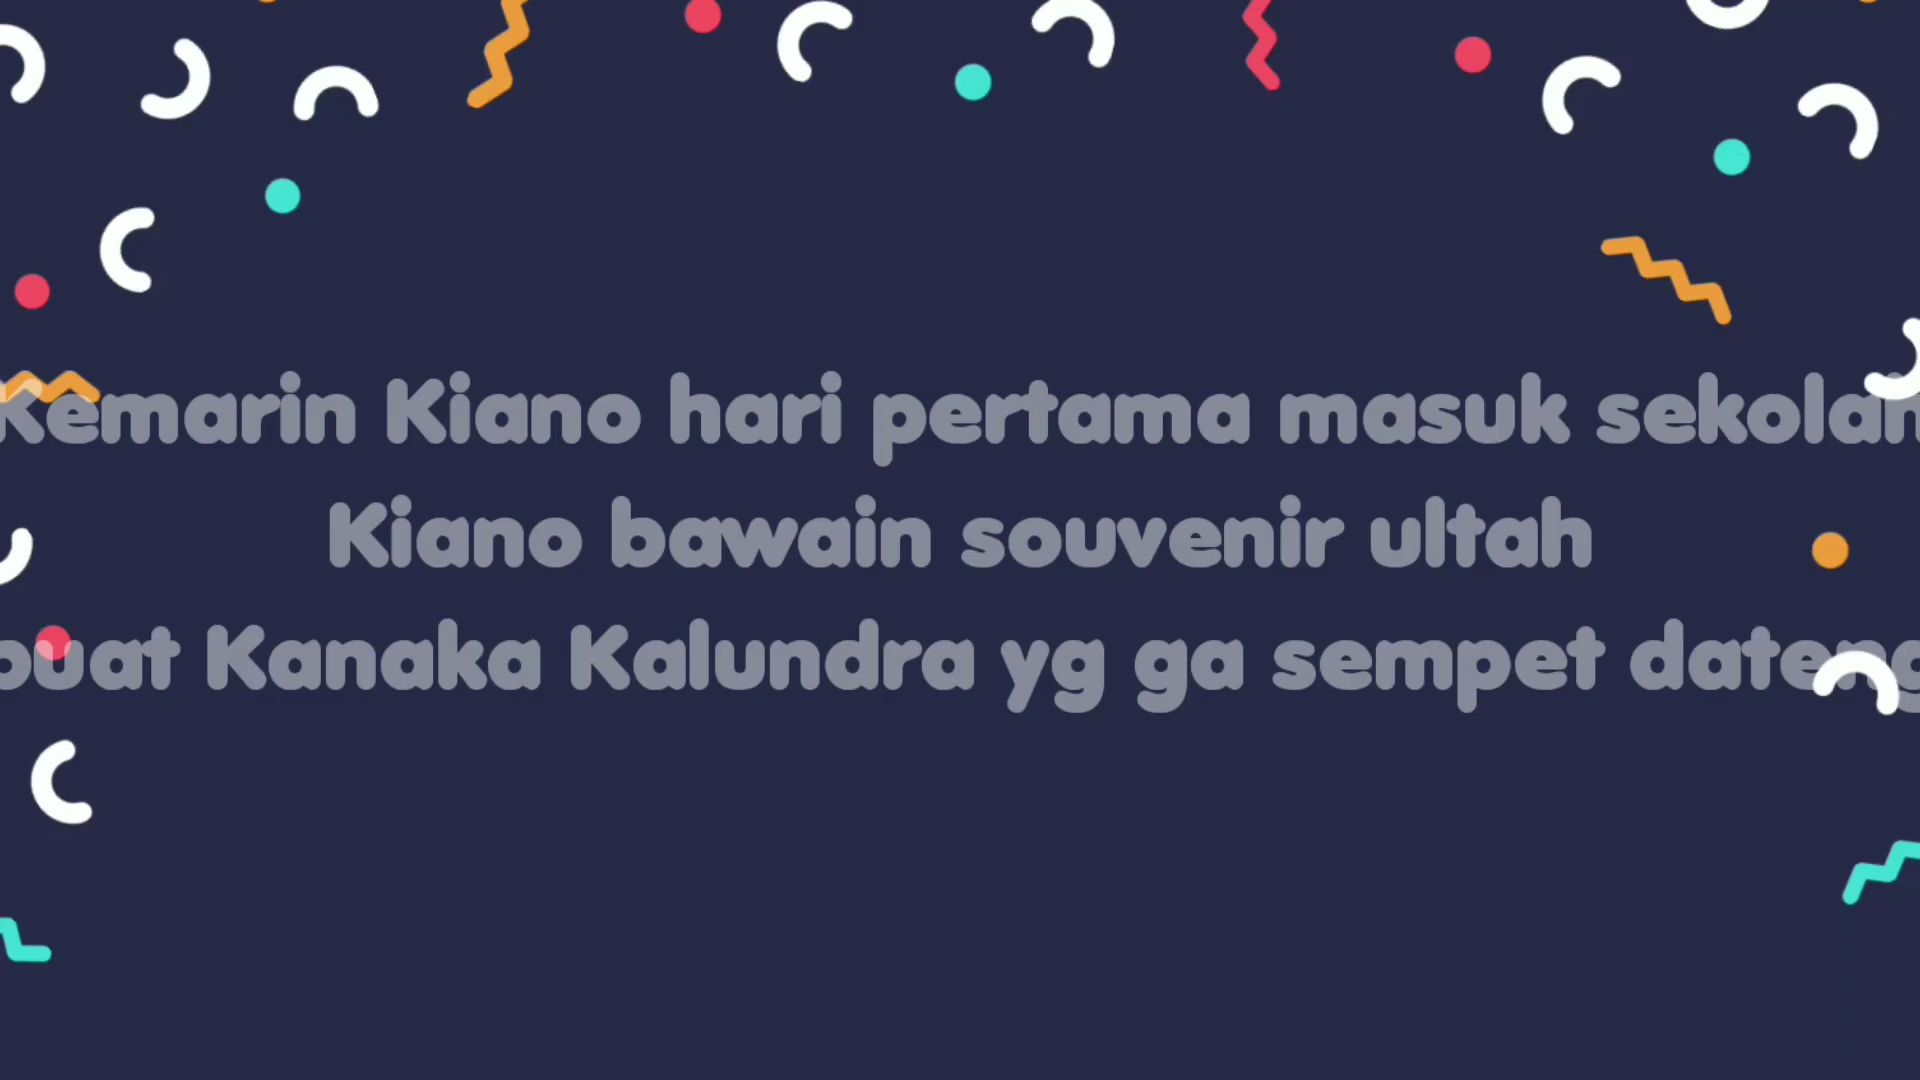 Kemarin Kiano hari pertama masuk sekolah
Kiano bawain souvenir ultah
buat Kanaka Kalundra yg ga sempet dateng